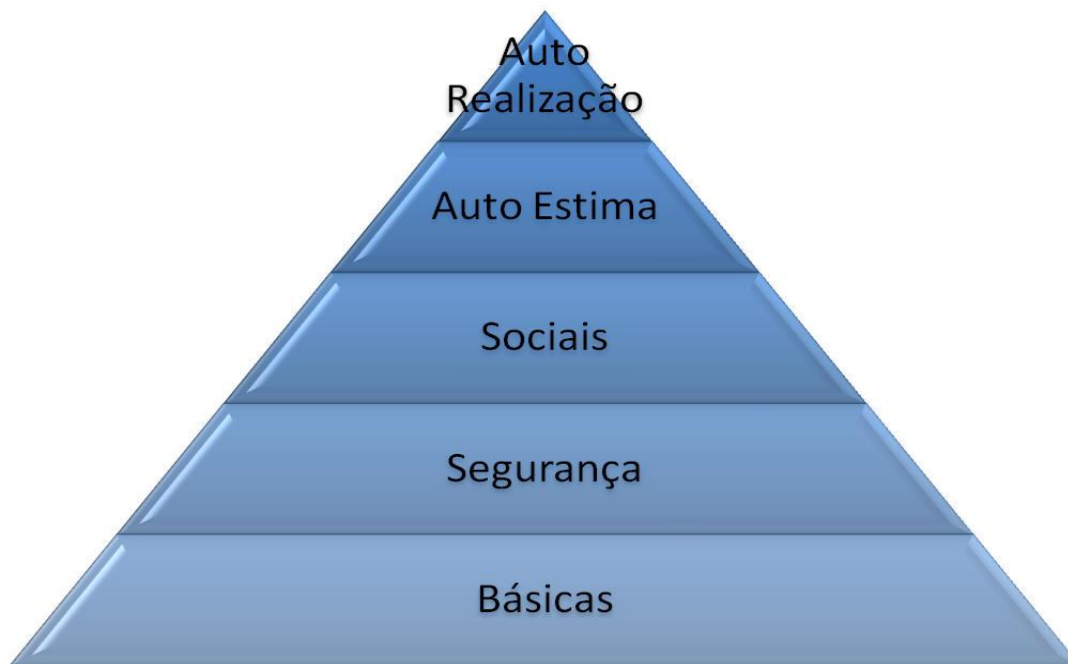 Auto
Realização
Auto Estima
Sociais
Segurança
Básicas